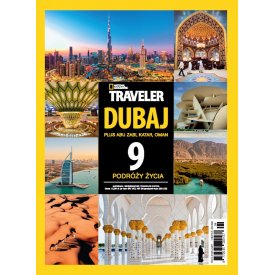 NATIONAL GEOGRAPHIC
TRAVELER
DUBAJ
PLUS ABU ZABI, KATAR, OMAN
9
PODRÓŻY ŻYCIA